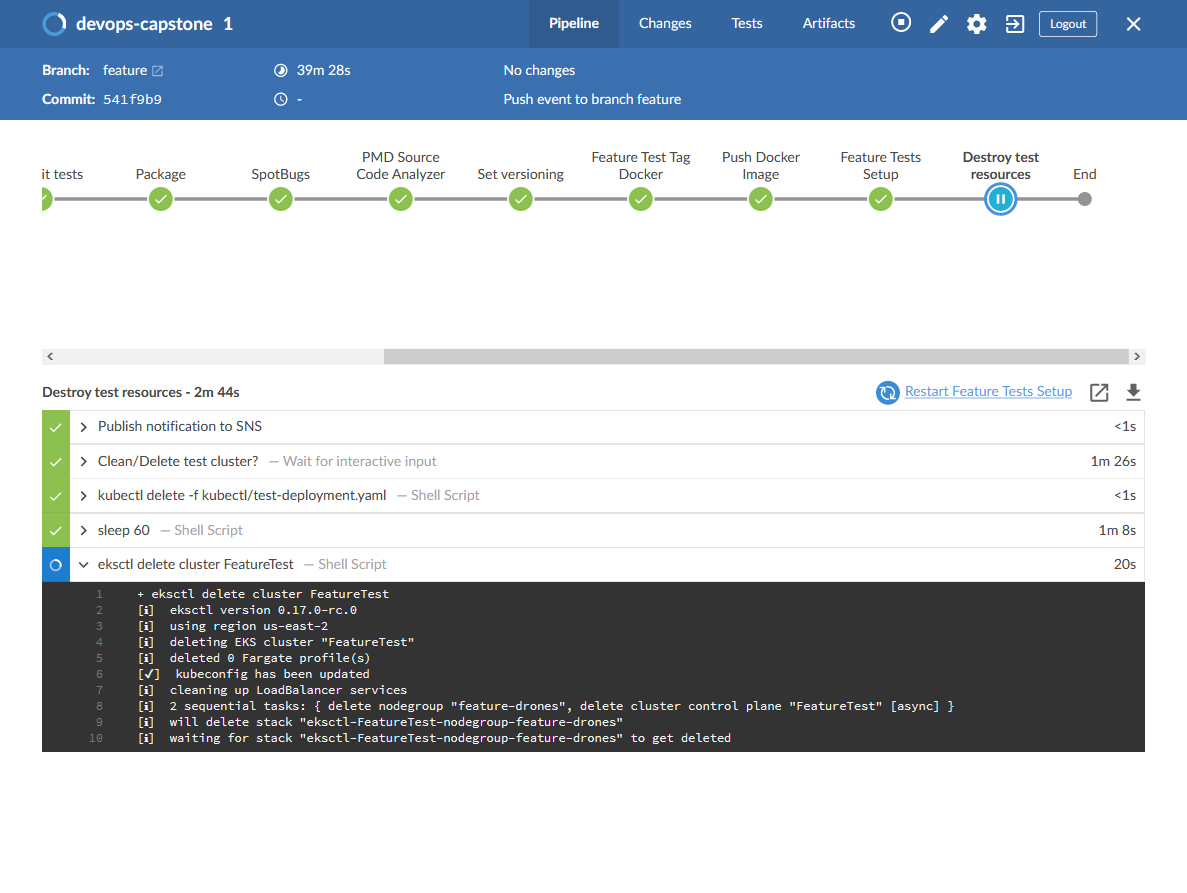 devops-capstone 1
Pipeline Changes Tests Artifacts Logout
Branch: feature 39m 28s No changes
Commit: 541f9b9 - Push event to branch feature
it tests
Package
SpotBugs
PMD Source
Code Analyzer
Set versioning
Feature Test Tag
Docker
Push Docker
Image
Feature Tests
Setup
Destroy test
resources
End
Destroy test resources - 2m 44s Restart Feature Tests Setup
Publish notification to SNS <1s
Clean/Delete test cluster? — Wait for interactive input 1m 26s
kubectl delete -f kubectl/test-deployment.yaml — Shell Script <1s
sleep 60 — Shell Script 1m 8s
eksctl delete cluster FeatureTest — Shell Script 20s
1 + eksctl delete cluster FeatureTest
2 [i] eksctl version 0.17.0-rc.0
3 [i] using region us-east-2
4 [i] deleting EKS cluster "FeatureTest"
5 [i] deleted 0 Fargate profile(s)
6 [✔] kubeconfig has been updated
7 [i] cleaning up LoadBalancer services
8 [i] 2 sequential tasks: { delete nodegroup "feature-drones", delete cluster control plane "FeatureTest" [async] }
9 [i] will delete stack "eksctl-FeatureTest-nodegroup-feature-drones"
10 [i] waiting for stack "eksctl-FeatureTest-nodegroup-feature-drones" to get deleted